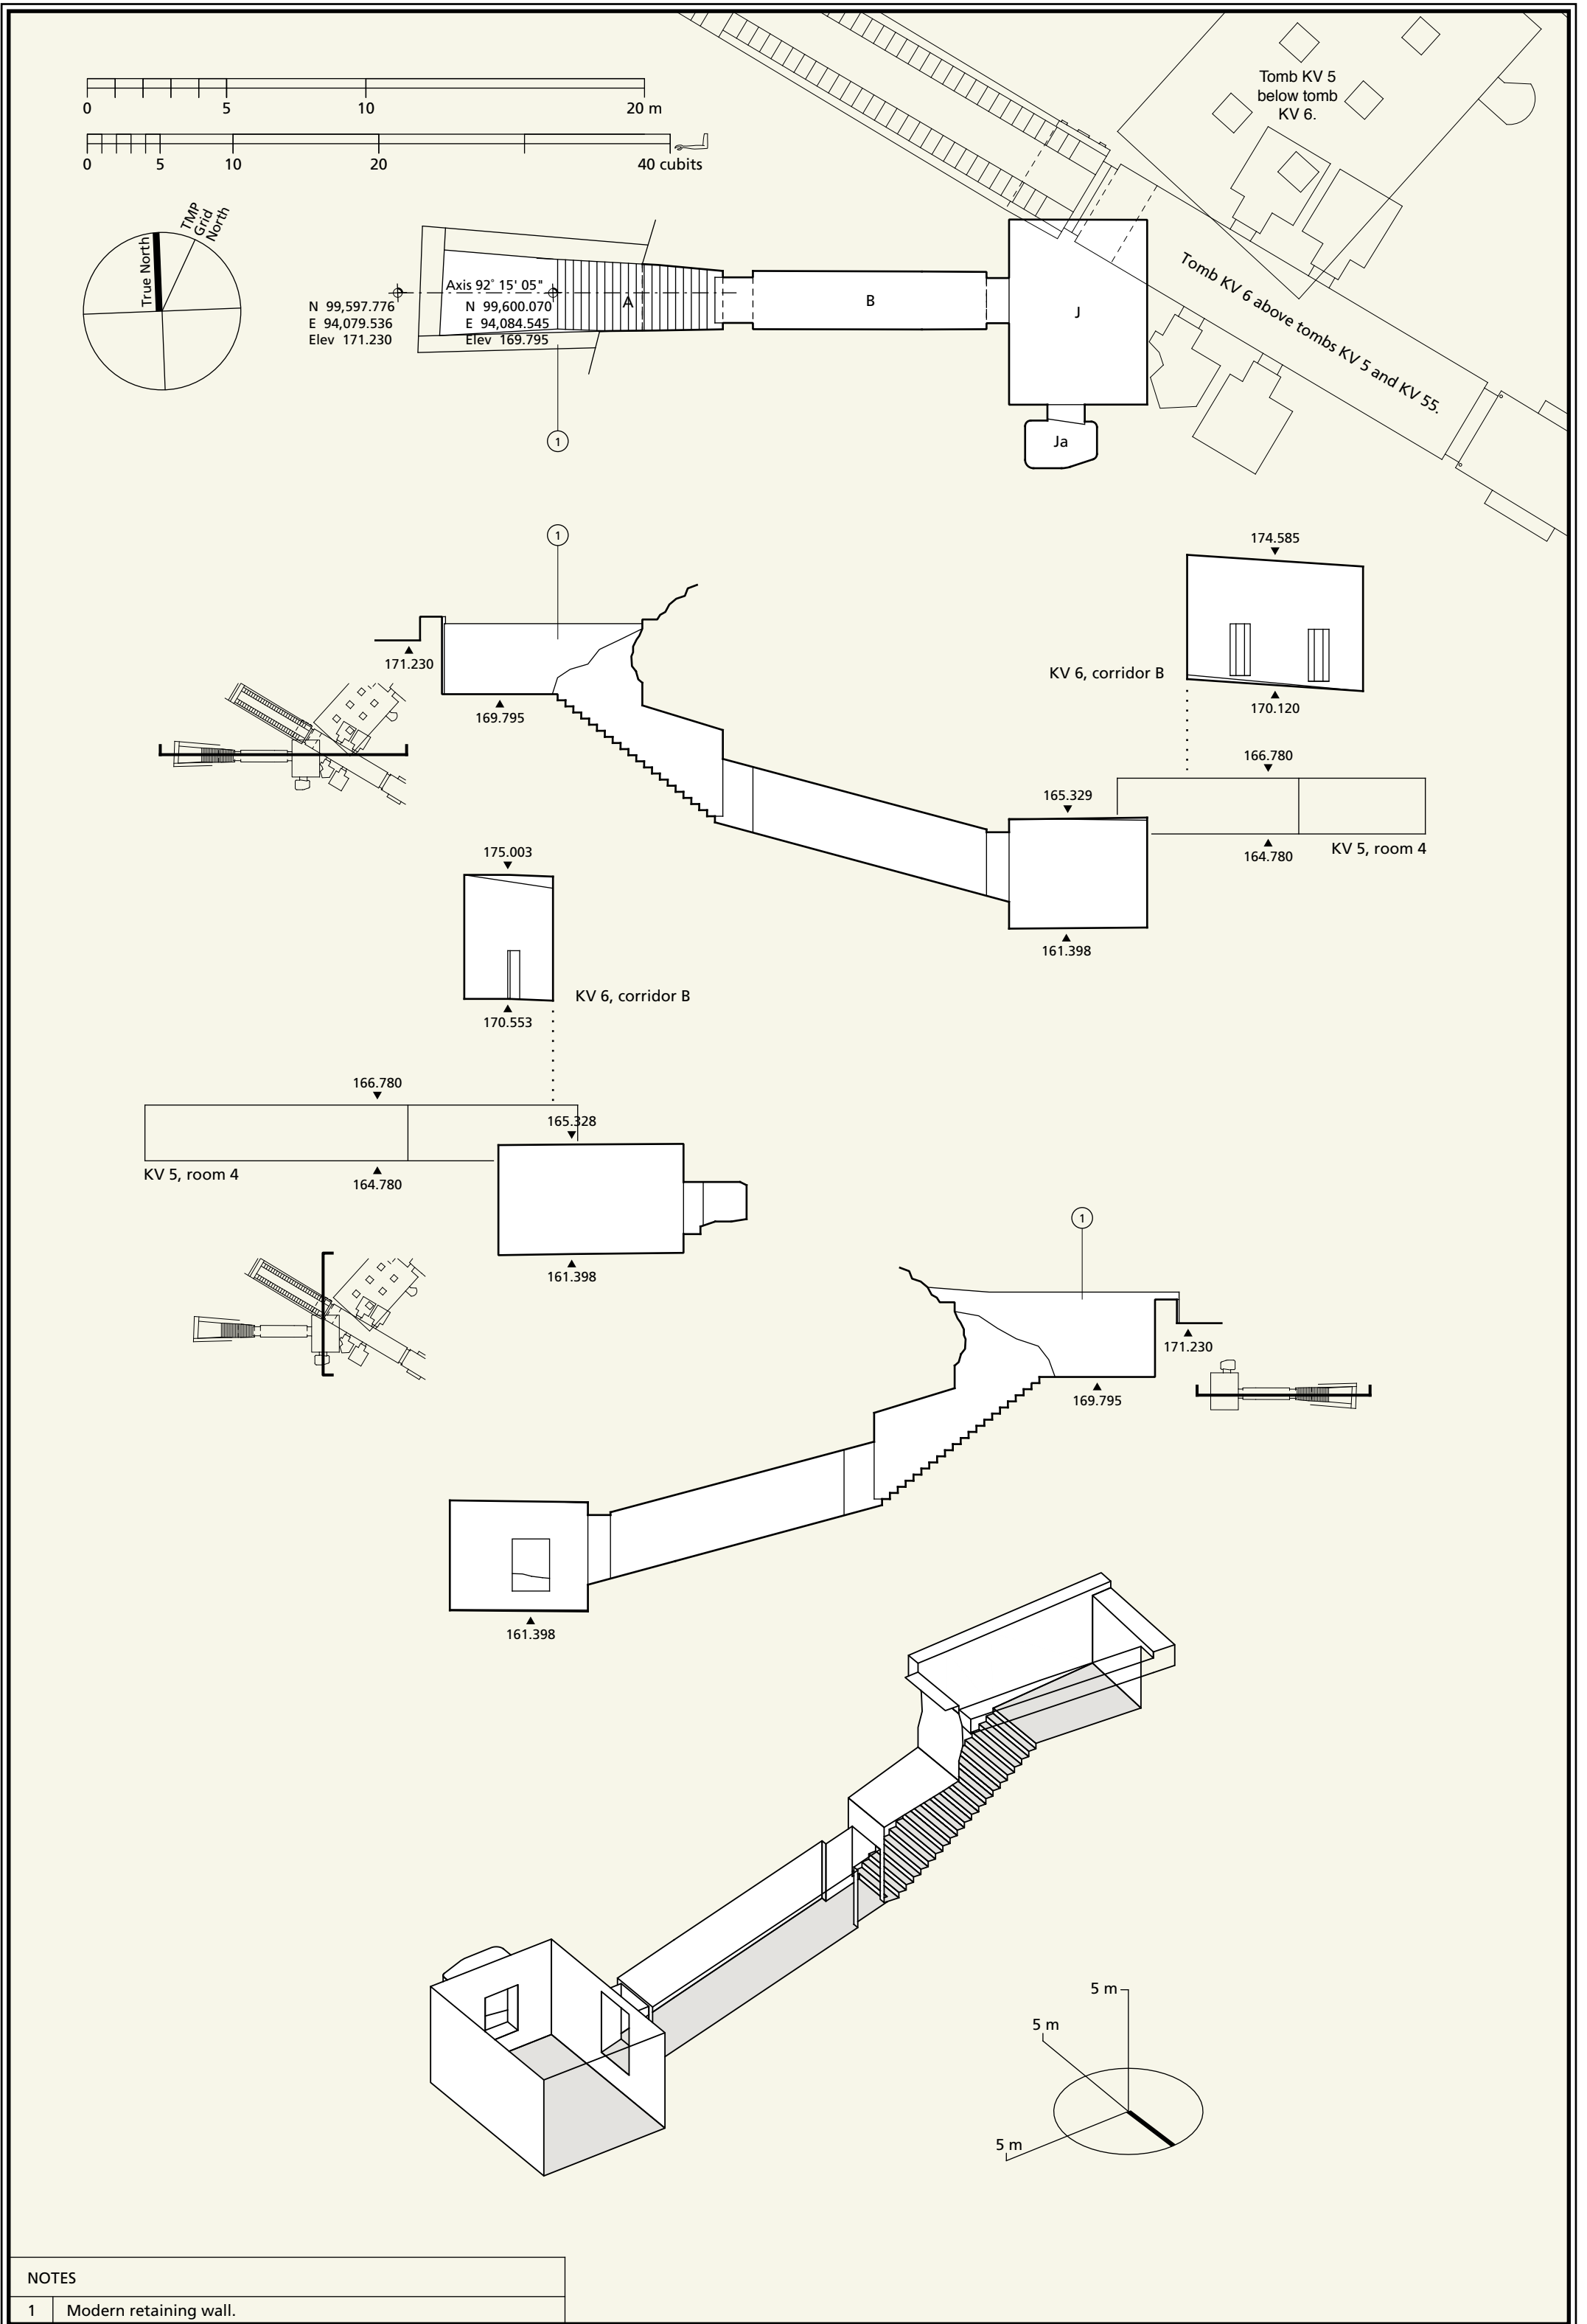 0 5 10 20 m
0 5 10 20 40 cubits
True North
TMP
Grid
North
Tomb KV 5
below tomb
KV 6.
Tomb KV 6 above tombs KV 5 and KV 55.
Axis 92° 15' 05"
N 99,597.776
E 94,079.536
Elev 171.230
N 99,600.070
E 94,084.545
Elev 169.795
A
B
J
Ja
1
1
171.230
169.795
174.585
KV 6, corridor B
170.120
166.780
165.329
164.780
KV 5, room 4
161.398
175.003
KV 6, corridor B
170.553
166.780
165.328
KV 5, room 4
164.780
161.398
1
171.230
169.795
161.398
5 m
5 m
5 m
NOTES
1 Modern retaining wall.